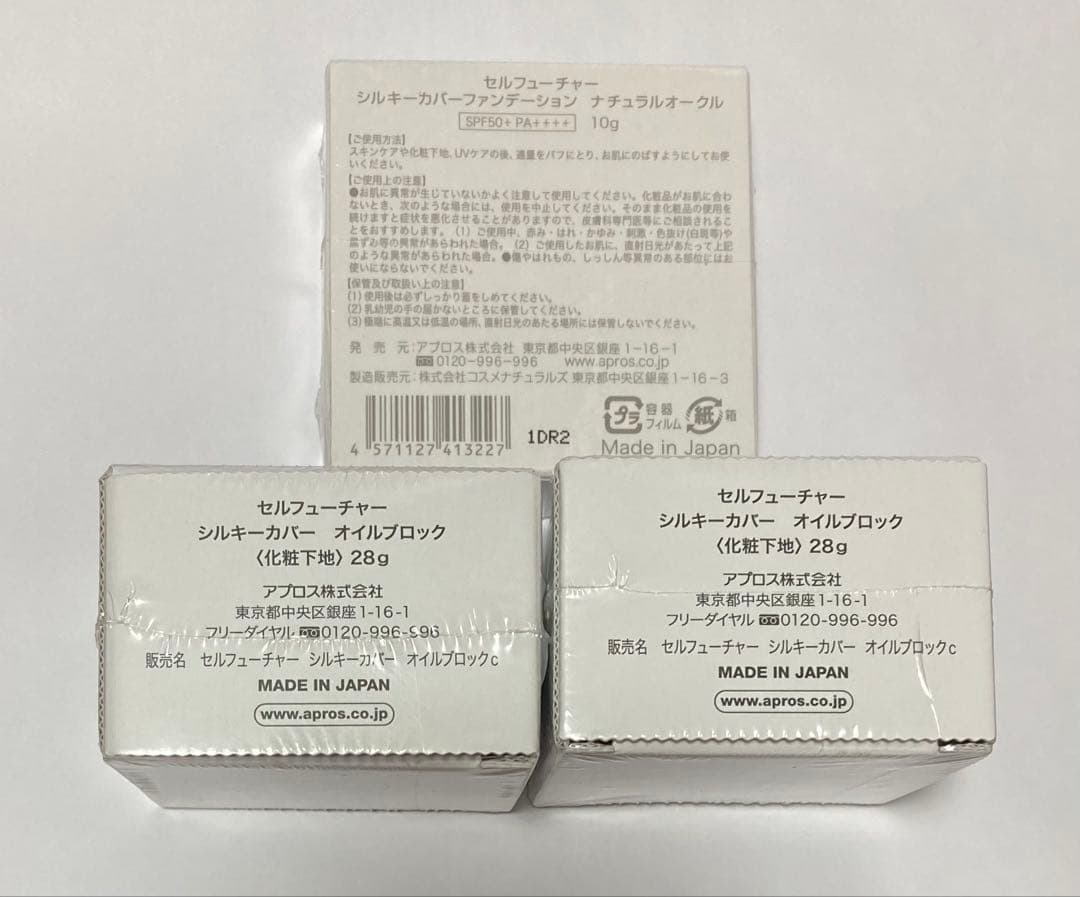 セルフューチャー
シルキーカバーファンデーション ナチュラルオークル
SPF50+ PA++++ 10g
【ご使用方法】
スキンケアや化粧下地、UVケアの後、適量をパフにとり、お肌にのばすようにしてお使
いください。
【ご使用上の注意】
●お肌に異常が生じていないかよく注意して使用してください。化粧品がお肌に合わ
ないとき、次のような場合には、使用を中止してください。そのまま化粧品の使用を
続けますと症状を悪化させることがありますので、皮膚科専門医等にご相談されるこ
とをおすすめします。(1) ご使用中、赤み・はれ・かゆみ・刺激・色抜け(白斑等)や
黒ずみ等の異常があらわれた場合。(2) ご使用したお肌に、直射日光があたって上記
のような異常があらわれた場合。●傷やはれもの、しっしん等異常のある部位にはお
使いにならないでください。
【保管及び取扱い上の注意】
(1) 使用後は必ずしっかり蓋をしめてください。
(2) 乳幼児の手の届かないところに保管してください。
(3) 極端に高温又は低温の場所、直射日光のあたる場所には保管しないでください。
発 売 元:アプロス株式会社 東京都中央区銀座1-16-1
0120-996-996 www.apros.co.jp
製造販売元:株式会社コスメナチュラルズ 東京都中央区銀座1-16-3
4 571127 413227
1DR2
プラ 容器 フィルム 紙 箱
Made in Japan
セルフューチャー
シルキーカバー オイルブロック
〈化粧下地〉28g
アプロス株式会社
東京都中央区銀座1-16-1
フリーダイヤル 0120-996-996
販売名 セルフューチャー シルキーカバー オイルブロックc
MADE IN JAPAN
www.apros.co.jp
セルフューチャー
シルキーカバー オイルブロック
〈化粧下地〉28g
アプロス株式会社
東京都中央区銀座1-16-1
フリーダイヤル 0120-996-996
販売名 セルフューチャー シルキーカバー オイルブロックc
MADE IN JAPAN
www.apros.co.jp